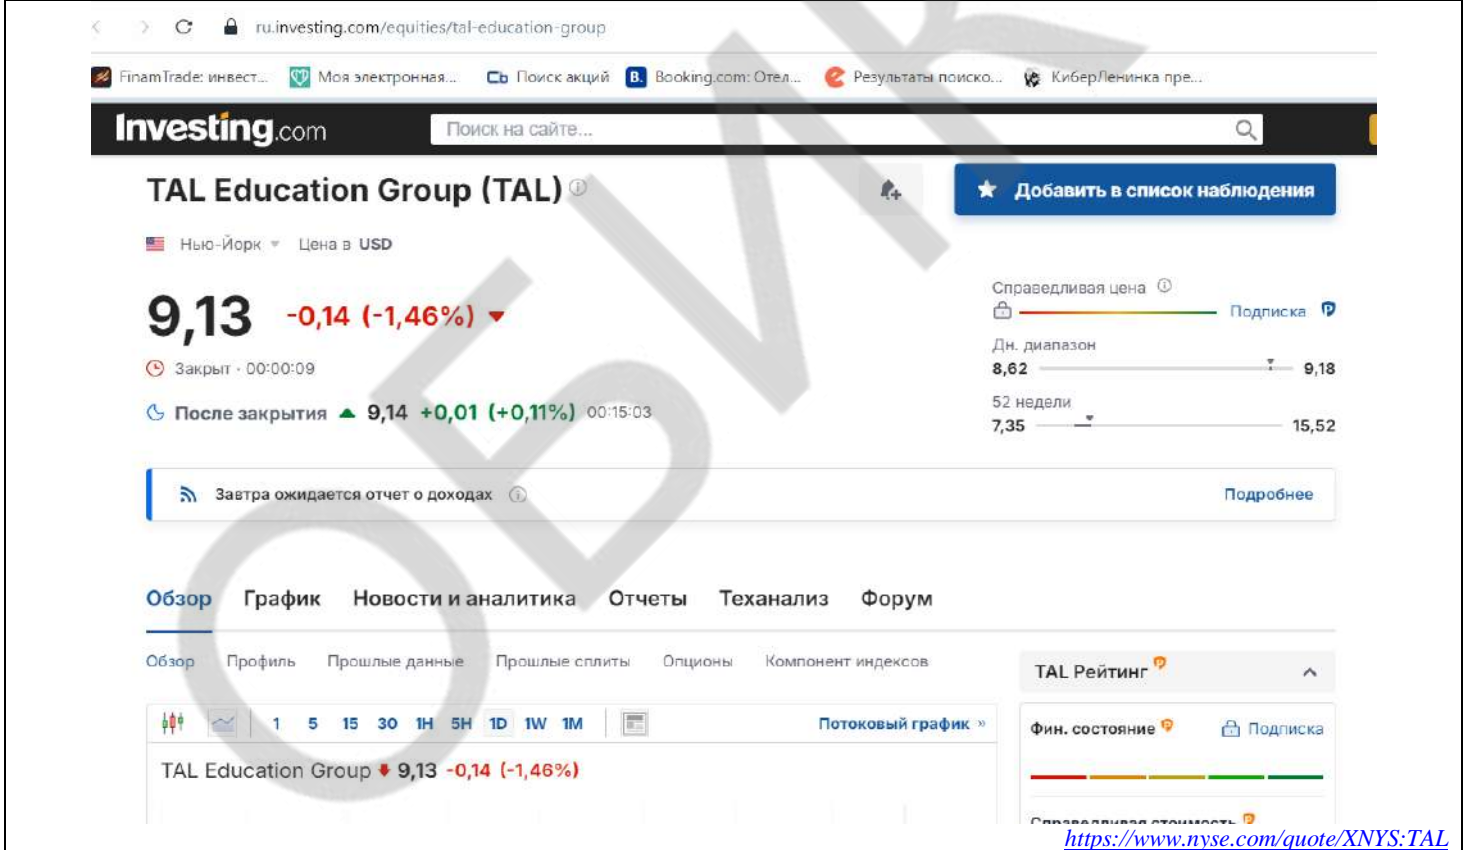 ru.investing.com/equities/tal-education-group
FinamTrade: инвест... Моя электронная... Сь Поиск акций B. Booking.com: Отел... Результаты поиско... КиберЛенинка пре...
Investing.com Поиск на сайте...
TAL Education Group (TAL)
Добавить в список наблюдения
Нью-Йорк Цена в USD
9,13 -0,14 (-1,46%)
Закрыт · 00:00:09
После закрытия 9,14 +0,01 (+0,11%) 00:15:03
Справедливая цена
Подписка
Дн. диапазон
8,62 9,18
52 недели
7,35 15,52
Завтра ожидается отчет о доходах Подробнее
Обзор График Новости и аналитика Отчеты Теханализ Форум
Обзор Профиль Прошлые данные Прошлые сплиты Опционы Компонент индексов
1 5 15 30 1H 5H 1D 1W 1M Потоковый график »
TAL Education Group 9,13 -0,14 (-1,46%)
TAL Рейтинг
Фин. состояние Подписка
Справедливая стоимость
https://www.nyse.com/quote/XNYS:TAL
ОБИК